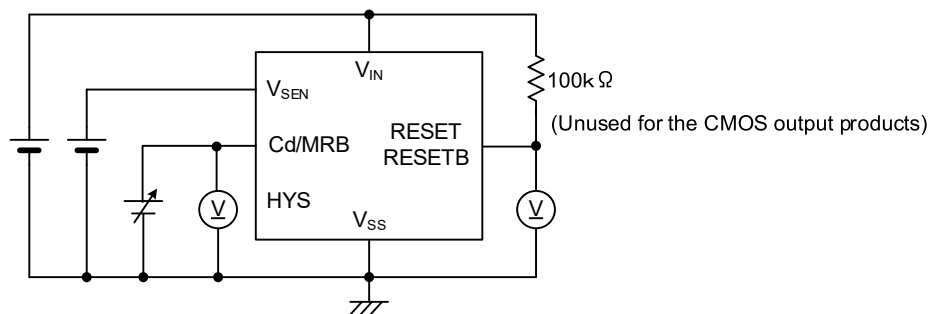 V_IN
V_SEN
100kΩ
(Unused for the CMOS output products)
Cd/MRB
RESET
RESETB
HYS
V
V
V_SS